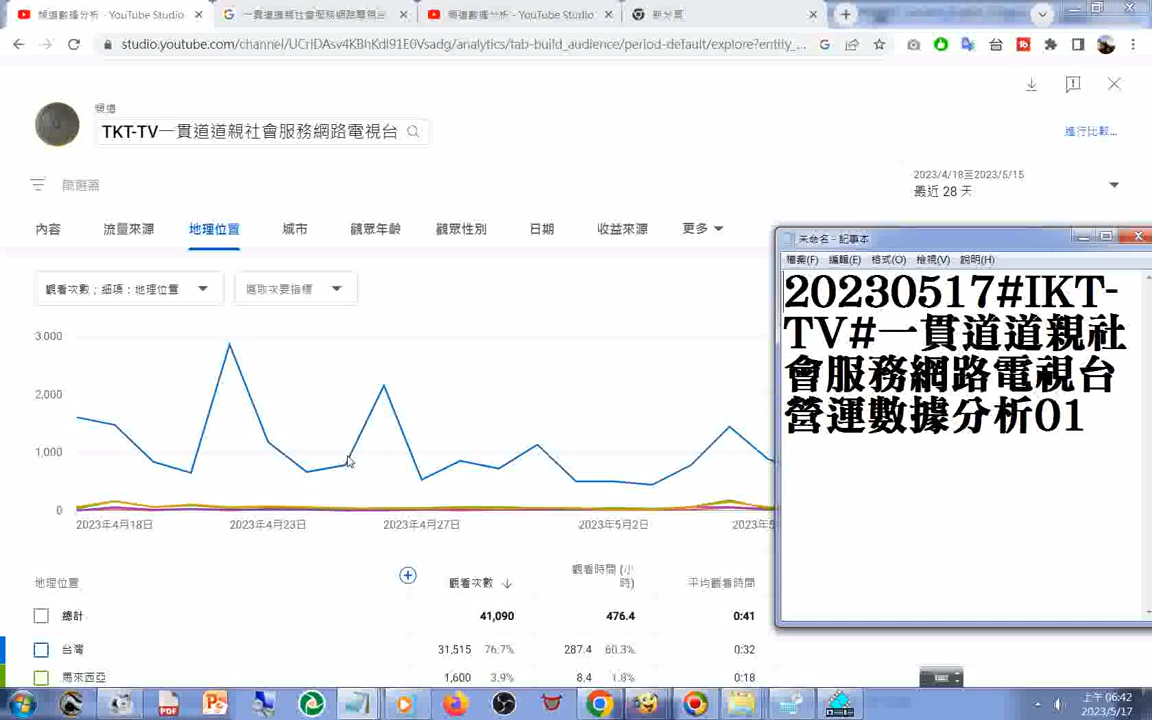 頻道數據分析 - YouTube Studio
一貫道道親社會服務網路電視台
頻道數據分析 - YouTube Studio
新分頁
studio.youtube.com/channel/UCriDAsv4KBhKdl91E0Vsadg/analytics/tab-build_audience/period-default/explore?entity_...
頻道
TKT-TV一貫道道親社會服務網路電視台
進行比較...
篩選器
2023/4/18至2023/5/15
最近 28 天
內容
流量來源
地理位置
城市
觀眾年齡
觀眾性別
日期
收益來源
更多
未命名 - 記事本
檔案(F) 編輯(E) 格式(O) 檢視(V) 說明(H)
20230517#IKT-
TV#一貫道道親社
會服務網路電視台
營運數據分析01
觀看次數；細項：地理位置
選取次要指標
3,000
2,000
1,000
0
2023年4月18日
2023年4月23日
2023年4月27日
2023年5月2日
2023年5
地理位置
觀看次數
觀看時間 (小
時)
平均觀看時間
總計
41,090
476.4
0:41
台灣
31,515 76.7%
287.4 60.3%
0:32
馬來西亞
1,600 3.9%
8.4 1.8%
0:18
上午 06:42
2023/5/17